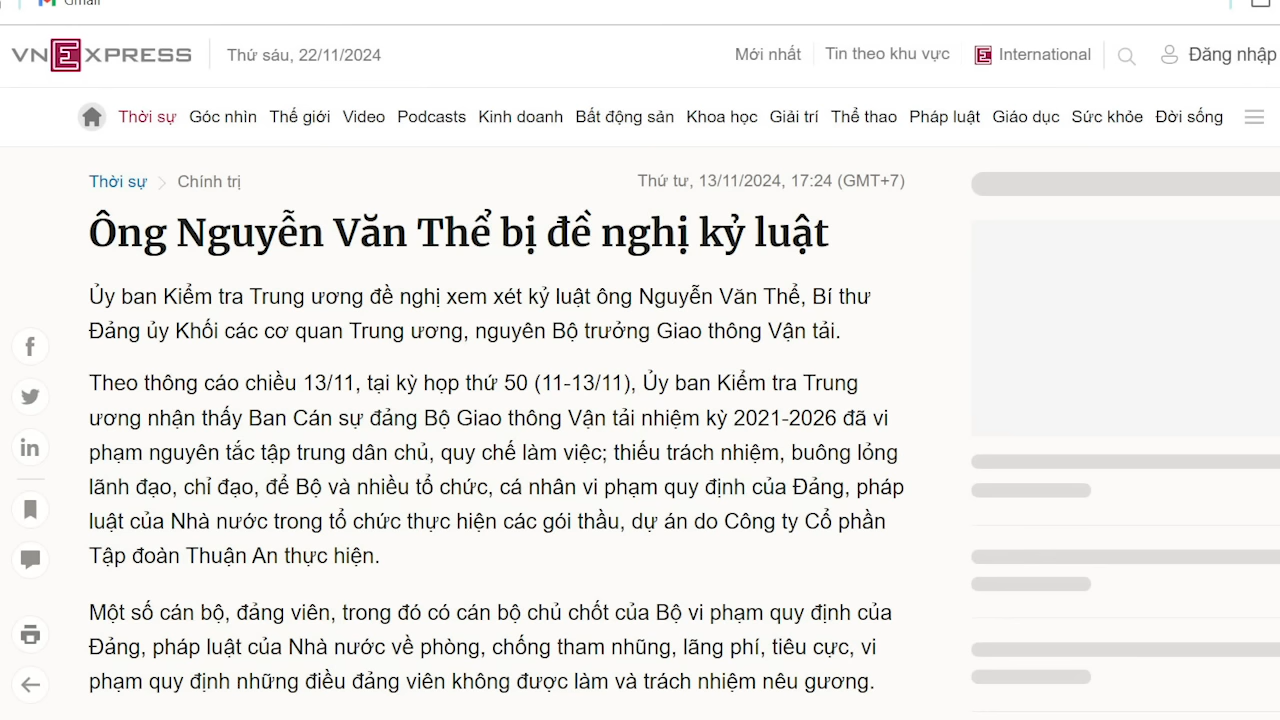 Gmail
VNEXPRESS
Thứ sáu, 22/11/2024
Mới nhất
Tin theo khu vực
E International
Đăng nhập
Thời sự Góc nhìn Thế giới Video Podcasts Kinh doanh Bất động sản Khoa học Giải trí Thể thao Pháp luật Giáo dục Sức khỏe Đời sống
Thời sự > Chính trị
Thứ tư, 13/11/2024, 17:24 (GMT+7)
Ông Nguyễn Văn Thể bị đề nghị kỷ luật
Ủy ban Kiểm tra Trung ương đề nghị xem xét kỷ luật ông Nguyễn Văn Thể, Bí thư
Đảng ủy Khối các cơ quan Trung ương, nguyên Bộ trưởng Giao thông Vận tải.
Theo thông cáo chiều 13/11, tại kỳ họp thứ 50 (11-13/11), Ủy ban Kiểm tra Trung
ương nhận thấy Ban Cán sự đảng Bộ Giao thông Vận tải nhiệm kỳ 2021-2026 đã vi
phạm nguyên tắc tập trung dân chủ, quy chế làm việc; thiếu trách nhiệm, buông lỏng
lãnh đạo, chỉ đạo, để Bộ và nhiều tổ chức, cá nhân vi phạm quy định của Đảng, pháp
luật của Nhà nước trong tổ chức thực hiện các gói thầu, dự án do Công ty Cổ phần
Tập đoàn Thuận An thực hiện.
Một số cán bộ, đảng viên, trong đó có cán bộ chủ chốt của Bộ vi phạm quy định của
Đảng, pháp luật của Nhà nước về phòng, chống tham nhũng, lãng phí, tiêu cực, vi
phạm quy định những điều đảng viên không được làm và trách nhiệm nêu gương.